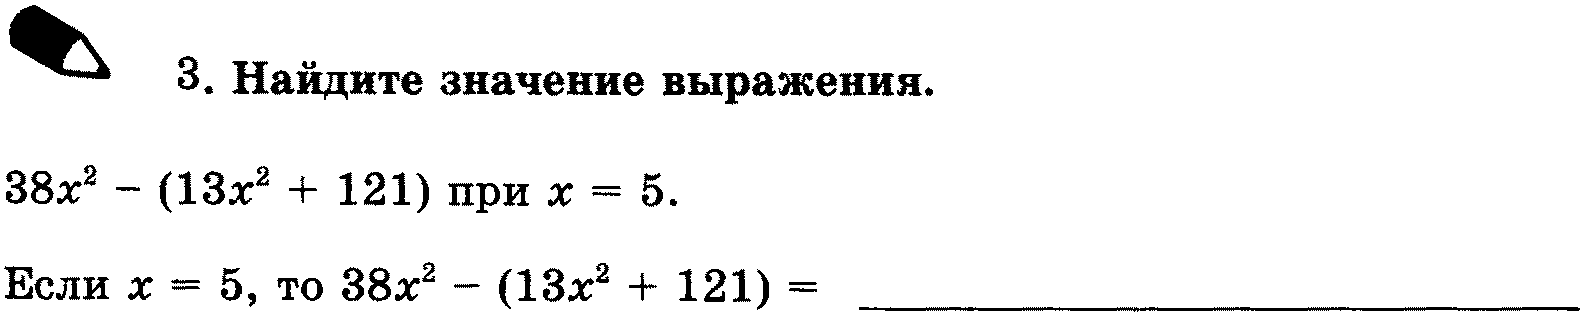 3. Найдите значение выражения.
38x² − (13x² + 121) при x = 5.
Если x = 5, то 38x² − (13x² + 121) =